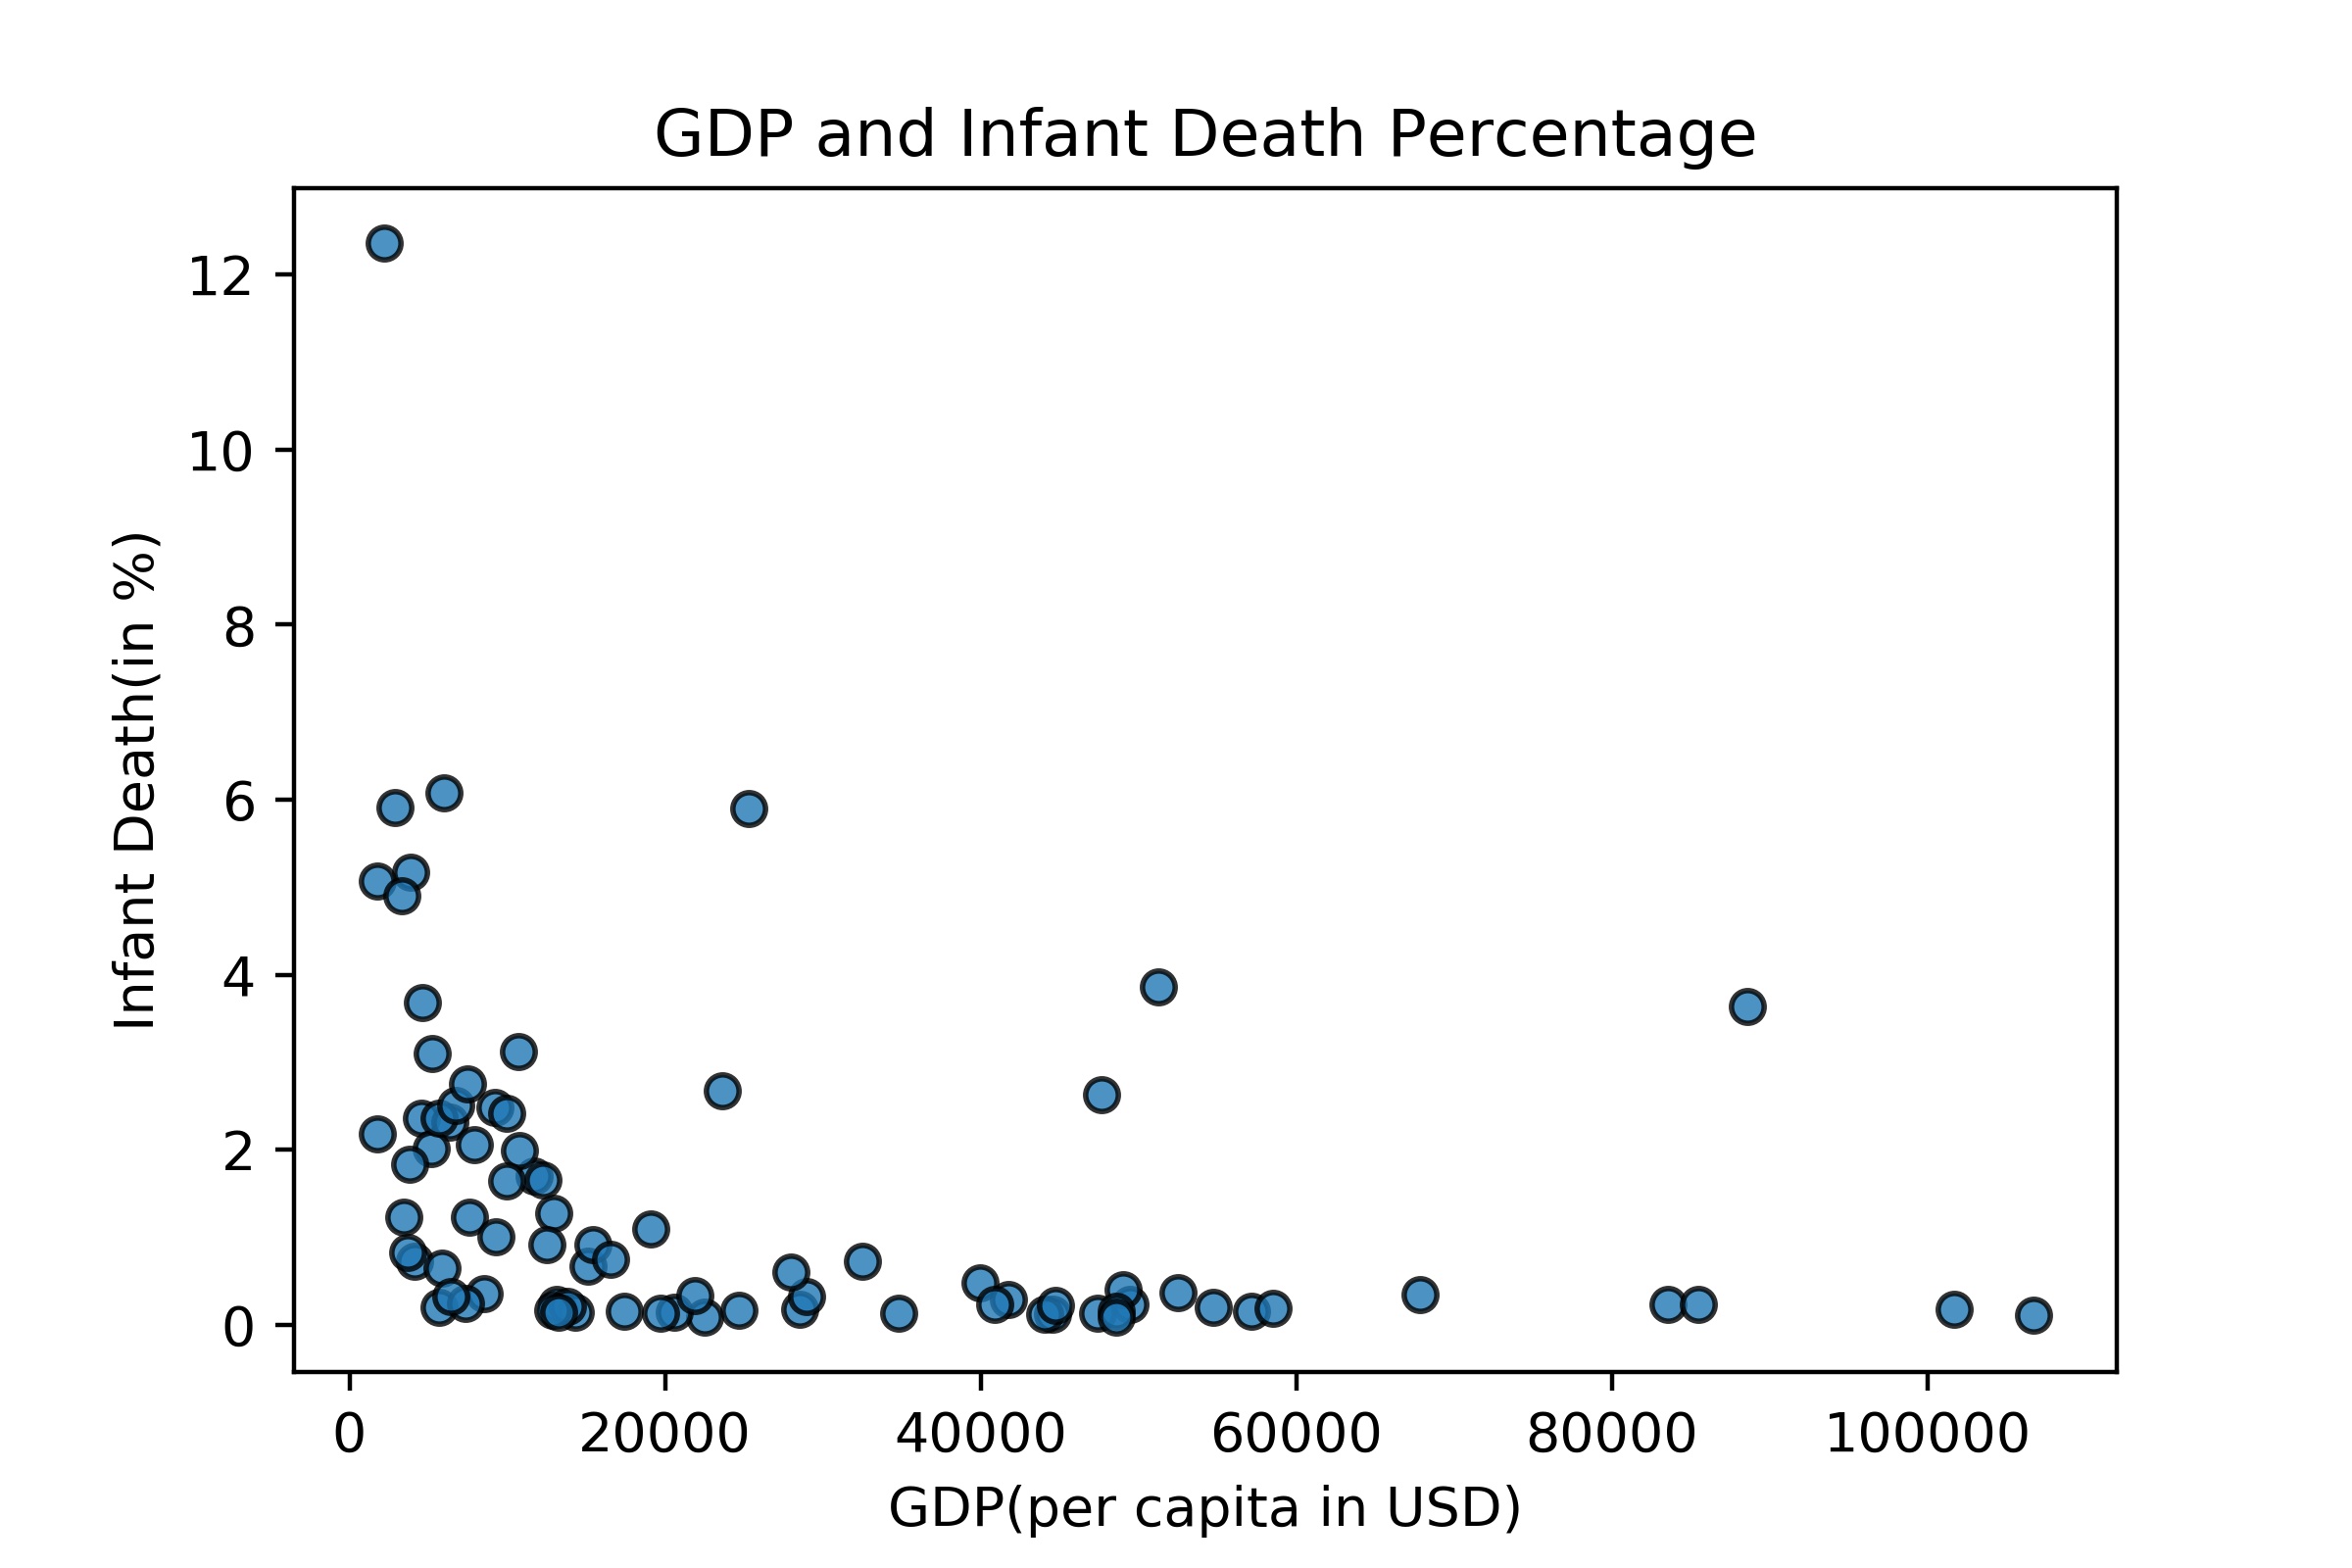 GDP and Infant Death Percentage
12
10
8
6
4
2
0
Infant Death(in %)
0 20000 40000 60000 80000 100000
GDP(per capita in USD)